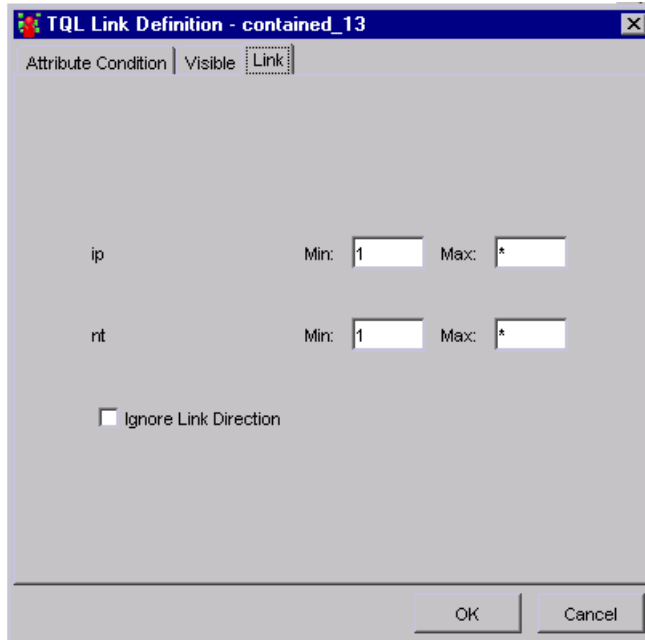 TQL Link Definition - contained_13
Attribute Condition Visible Link
ip Min: 1 Max: *
nt Min: 1 Max: *
Ignore Link Direction
OK Cancel